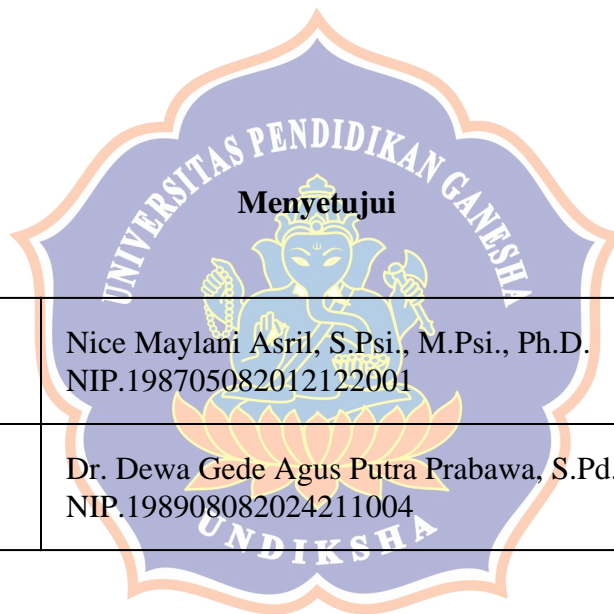 UNIVERSITAS PENDIDIKAN GANESHA
Menyetujui
Nice Maylani Asril, S.Psi., M.Psi., Ph.D.
NIP.198705082012122001
Dr. Dewa Gede Agus Putra Prabawa, S.Pd.
NIP.198908082024211004
UNDIKSHA